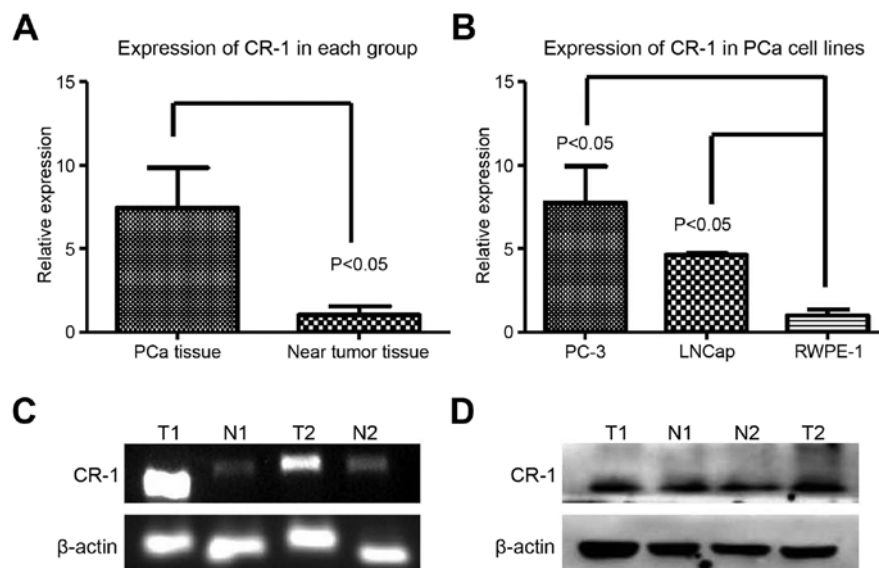 A
Expression of CR-1 in each group
Relative expression
15
10
5
0
P<0.05
PCa tissue
Near tumor tissue
B
Expression of CR-1 in PCa cell lines
Relative expression
15
10
5
0
P<0.05
P<0.05
PC-3
LNCap
RWPE-1
C
T1 N1 T2 N2
CR-1
β-actin
D
T1 N1 N2 T2
CR-1
β-actin